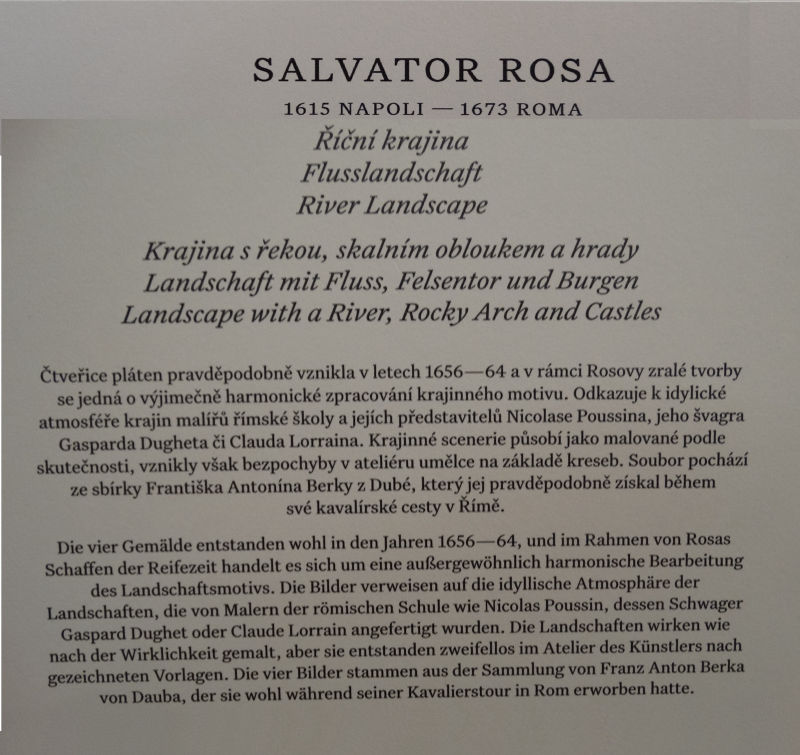 SALVATOR ROSA
1615 NAPOLI — 1673 ROMA
Říční krajina
Flusslandschaft
River Landscape
Krajina s řekou, skalním obloukem a hrady
Landschaft mit Fluss, Felsentor und Burgen
Landscape with a River, Rocky Arch and Castles
Čtveřice pláten pravděpodobně vznikla v letech 1656—64 a v rámci Rosovy zralé tvorby
se jedná o výjimečně harmonické zpracování krajinného motivu. Odkazuje k idylické
atmosféře krajin malířů římské školy a jejích představitelů Nicolase Poussina, jeho švagra
Gasparda Dugheta či Clauda Lorraina. Krajinné scenerie působí jako malované podle
skutečnosti, vznikly však bezpochyby v ateliéru umělce na základě kreseb. Soubor pochází
ze sbírky Františka Antonína Berky z Dubé, který jej pravděpodobně získal během
své kavalírské cesty v Římě.
Die vier Gemälde entstanden wohl in den Jahren 1656—64, und im Rahmen von Rosas
Schaffen der Reifezeit handelt es sich um eine außergewöhnlich harmonische Bearbeitung
des Landschaftsmotivs. Die Bilder verweisen auf die idyllische Atmosphäre der
Landschaften, die von Malern der römischen Schule wie Nicolas Poussin, dessen Schwager
Gaspard Dughet oder Claude Lorrain angefertigt wurden. Die Landschaften wirken wie
nach der Wirklichkeit gemalt, aber sie entstanden zweifellos im Atelier des Künstlers nach
gezeichneten Vorlagen. Die vier Bilder stammen aus der Sammlung von Franz Anton Berka
von Dauba, der sie wohl während seiner Kavalierstour in Rom erworben hatte.